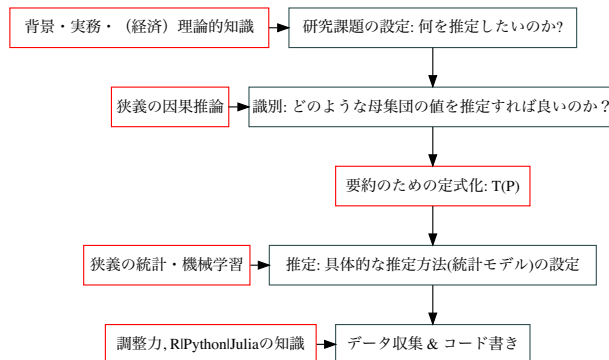 背景・実務・（経済）理論的知識
研究課題の設定: 何を推定したいのか?
狭義の因果推論
識別: どのような母集団の値を推定すれば良いのか？
要約のための定式化: T(P)
狭義の統計・機械学習
推定: 具体的な推定方法(統計モデル)の設定
調整力, R|Python|Juliaの知識
データ収集 & コード書き